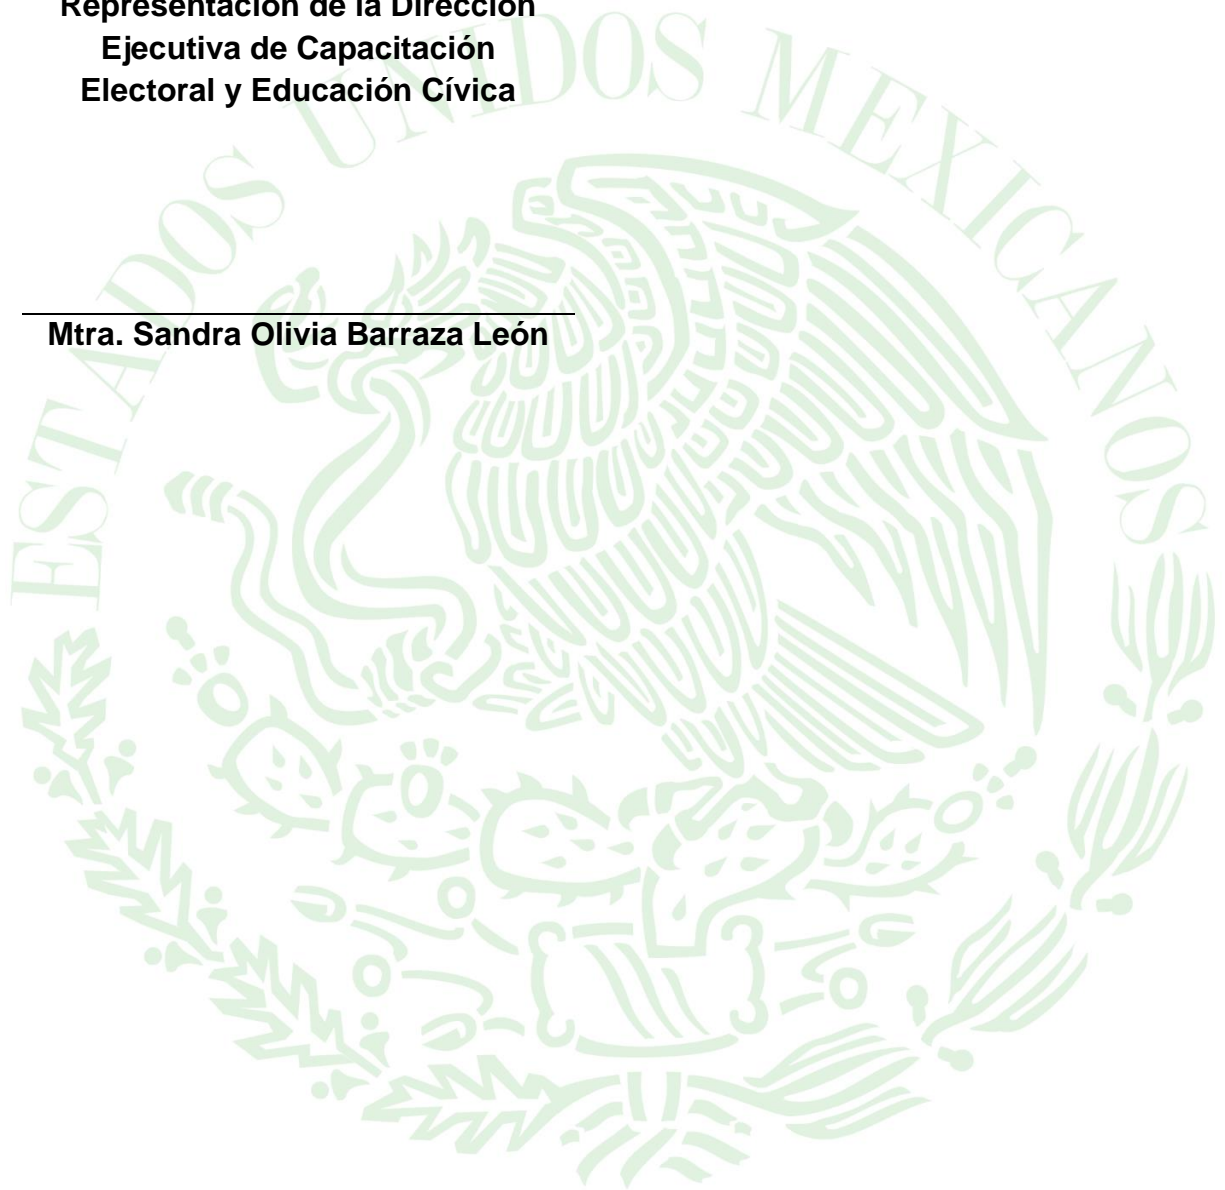 Representación de la Dirección
Ejecutiva de Capacitación
Electoral y Educación Cívica
Mtra. Sandra Olivia Barraza León
ESTADOS UNIDOS MEXICANOS